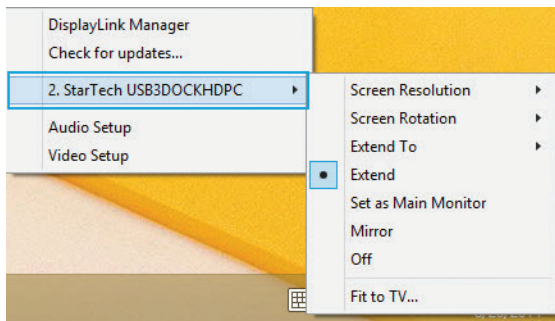 DisplayLink Manager
Check for updates...
2. StarTech USB3DOCKHDPC
Audio Setup
Video Setup
Screen Resolution
Screen Rotation
Extend To
Extend
Set as Main Monitor
Mirror
Off
Fit to TV...